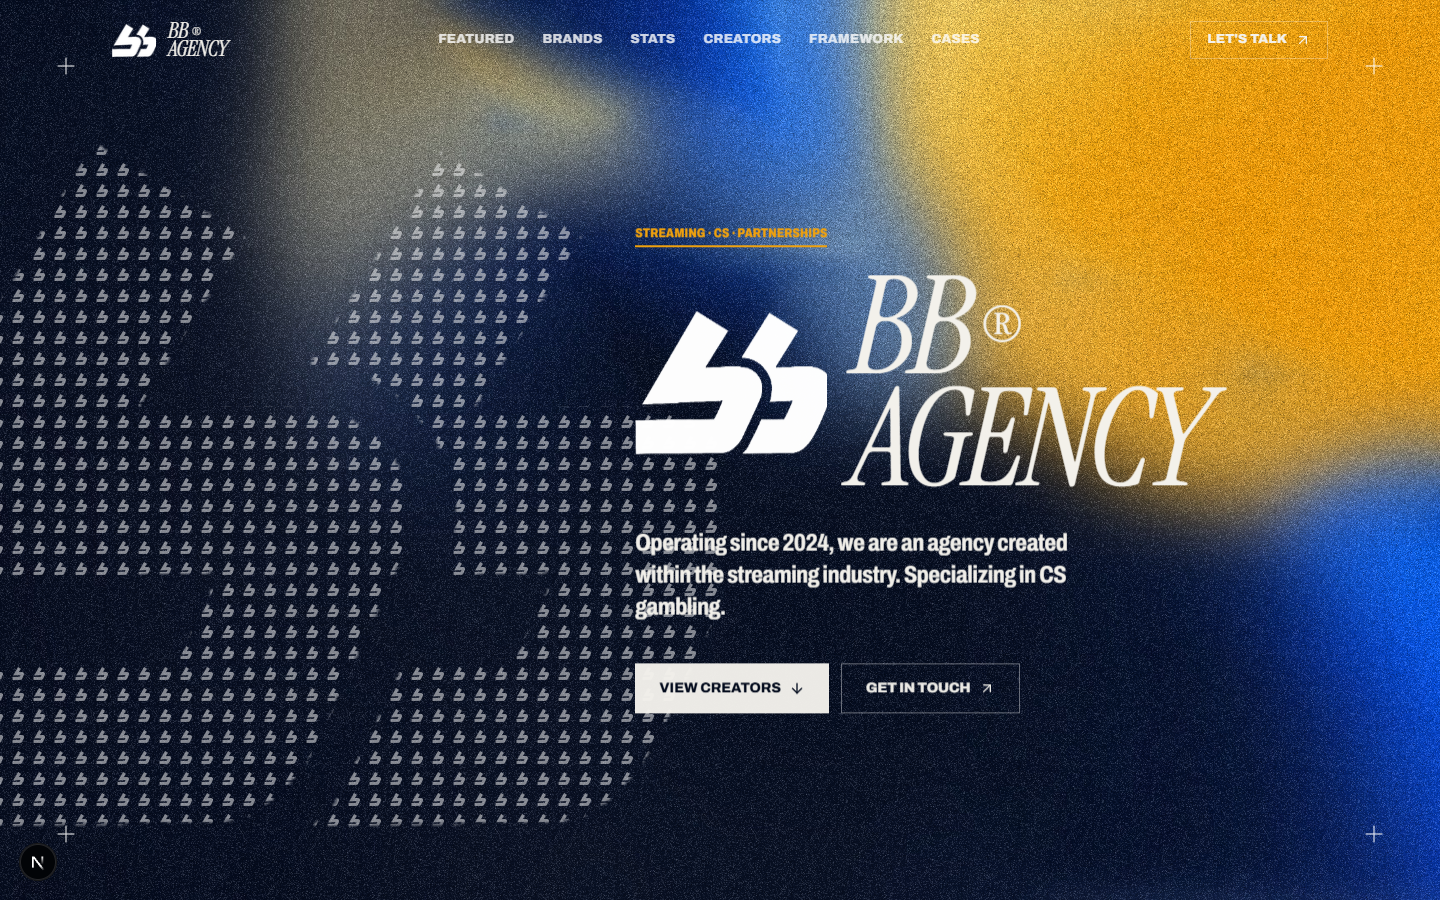 BB ®
AGENCY
FEATURED BRANDS STATS CREATORS FRAMEWORK CASES
LET'S TALK
STREAMING · CS · PARTNERSHIPS
BB ®
AGENCY
Operating since 2024, we are an agency created
within the streaming industry. Specializing in CS
gambling.
VIEW CREATORS
GET IN TOUCH
N